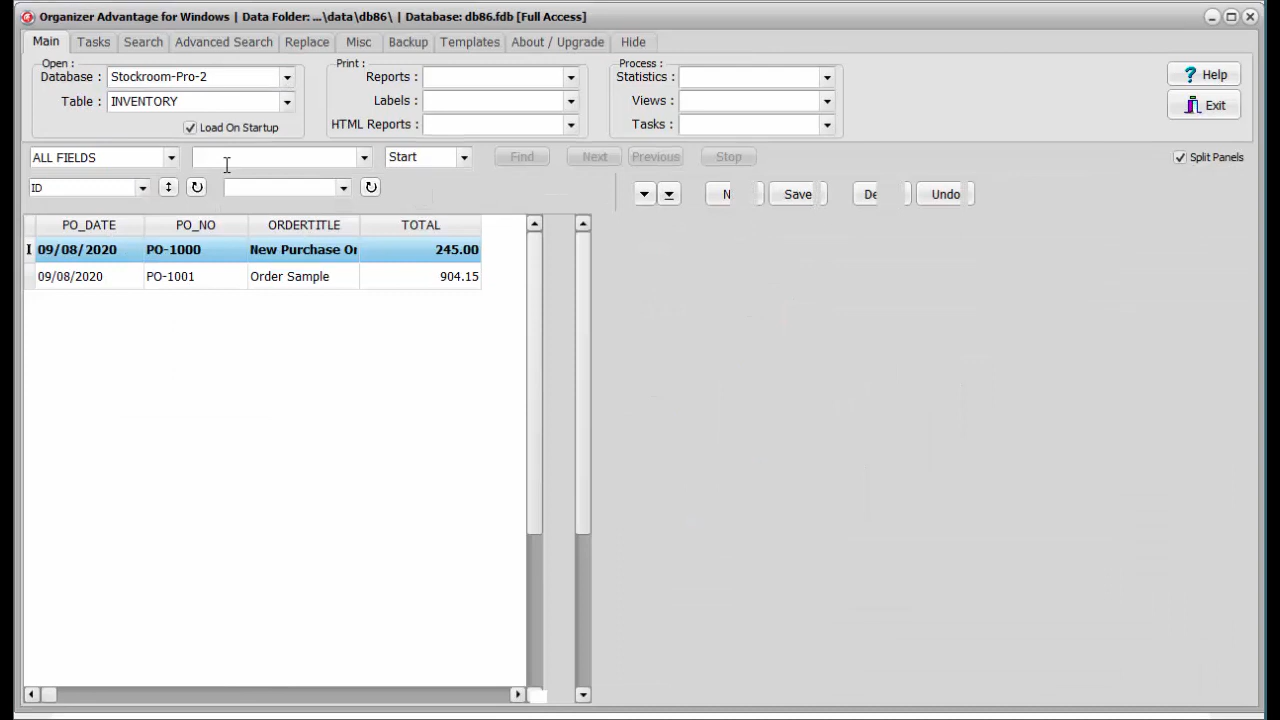 Organizer Advantage for Windows | Data Folder: ...\data\db86\ | Database: db86.fdb [Full Access]
Main Tasks Search Advanced Search Replace Misc Backup Templates About / Upgrade Hide
Open : Print : Process :
Database : Stockroom-Pro-2 Reports : Statistics : Help
Table : INVENTORY Labels : Views : Exit
Load On Startup HTML Reports : Tasks :
ALL FIELDS Start Find Next Previous Stop Split Panels
ID N Save De Undo
PO_DATE PO_NO ORDERTITLE TOTAL
I 09/08/2020 PO-1000 New Purchase Or 245.00
09/08/2020 PO-1001 Order Sample 904.15